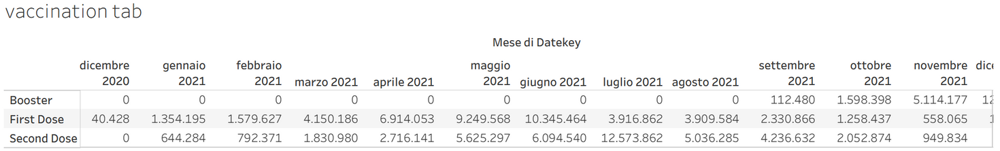 vaccination tab
Mese di Datekey
dicembre 2020 gennaio 2021 febbraio 2021 marzo 2021 aprile 2021 maggio 2021 giugno 2021 luglio 2021 agosto 2021 settembre 2021 ottobre 2021 novembre 2021
Booster 0 0 0 0 0 0 0 0 0 112.480 1.598.398 5.114.177
First Dose 40.428 1.354.195 1.579.627 4.150.186 6.914.053 9.249.568 10.345.464 3.916.862 3.909.584 2.330.866 1.258.437 558.065
Second Dose 0 644.284 792.371 1.830.980 2.716.141 5.625.297 6.094.540 12.573.862 5.036.285 4.236.632 2.052.874 949.834